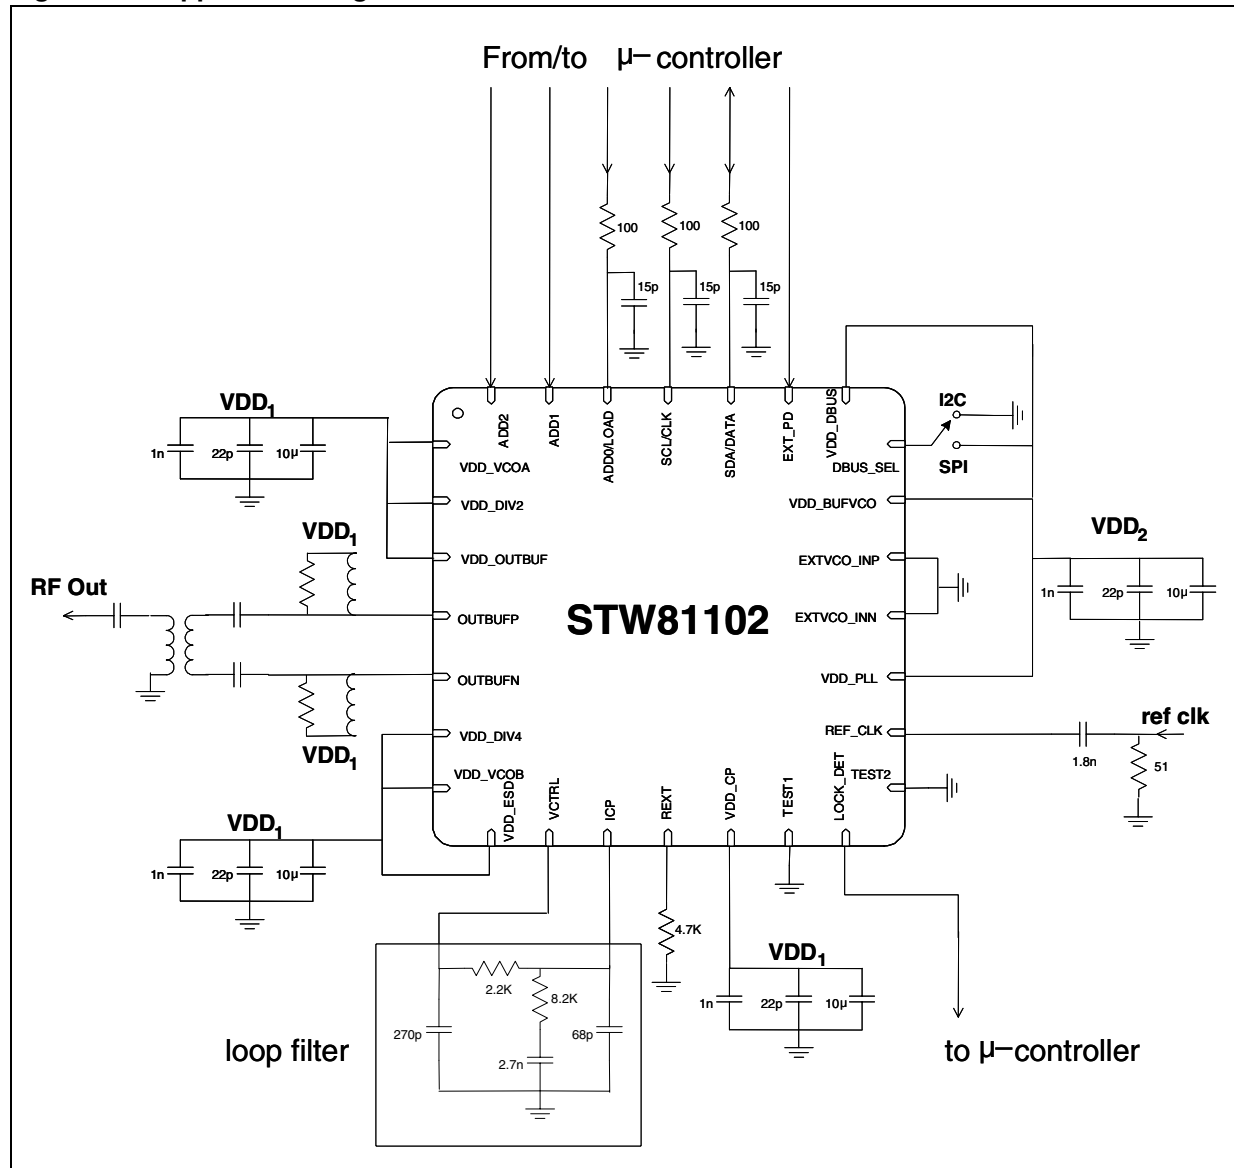 From/to µ– controller
100
100
100
15p
15p
15p
VDD1
1n
22p
10µ
ADD2
ADD1
ADD0/LOAD
SCL/CLK
SDA/DATA
EXT_PD
VDD_DBUS
I2C
SPI
DBUS_SEL
VDD_VCOA
VDD_DIV2
VDD_OUTBUF
OUTBUFP
OUTBUFN
VDD_DIV4
VDD_VCOB
VDD_BUFVCO
EXTVCO_INP
EXTVCO_INN
VDD_PLL
REF_CLK
TEST2
STW81102
VDD1
RF Out
VDD1
VDD2
1n
22p
10µ
ref clk
1.8n
51
VDD_ESD
VCTRL
ICP
REXT
VDD_CP
TEST1
LOCK_DET
VDD1
1n
22p
10µ
4.7K
VDD1
1n
22p
10µ
2.2K
8.2K
270p
68p
2.7n
loop filter
to µ–controller